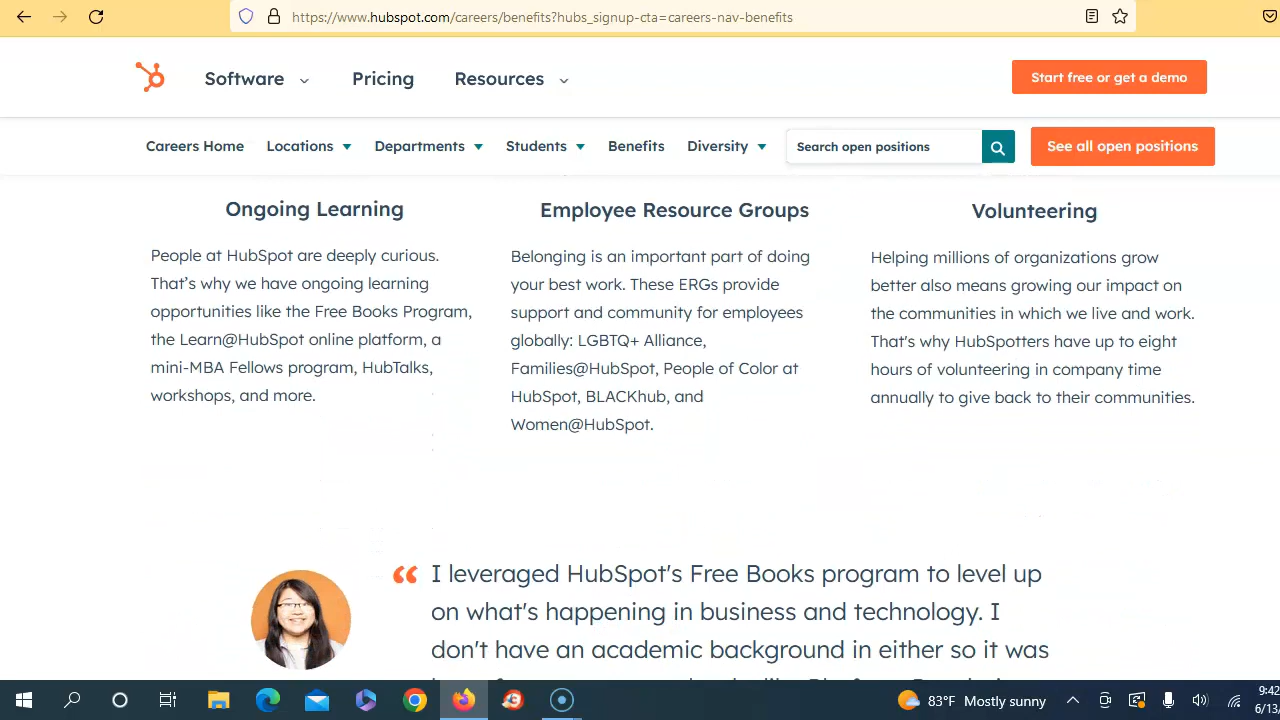 https://www.hubspot.com/careers/benefits?hubs_signup-cta=careers-nav-benefits
Software Pricing Resources Start free or get a demo
Careers Home Locations Departments Students Benefits Diversity Search open positions See all open positions
Ongoing Learning
People at HubSpot are deeply curious.
That’s why we have ongoing learning
opportunities like the Free Books Program,
the Learn@HubSpot online platform, a
mini-MBA Fellows program, HubTalks,
workshops, and more.
Employee Resource Groups
Belonging is an important part of doing
your best work. These ERGs provide
support and community for employees
globally: LGBTQ+ Alliance,
Families@HubSpot, People of Color at
HubSpot, BLACKhub, and
Women@HubSpot.
Volunteering
Helping millions of organizations grow
better also means growing our impact on
the communities in which we live and work.
That's why HubSpotters have up to eight
hours of volunteering in company time
annually to give back to their communities.
“ I leveraged HubSpot's Free Books program to level up
on what's happening in business and technology. I
don't have an academic background in either so it was
83°F Mostly sunny
9:42
6/13/